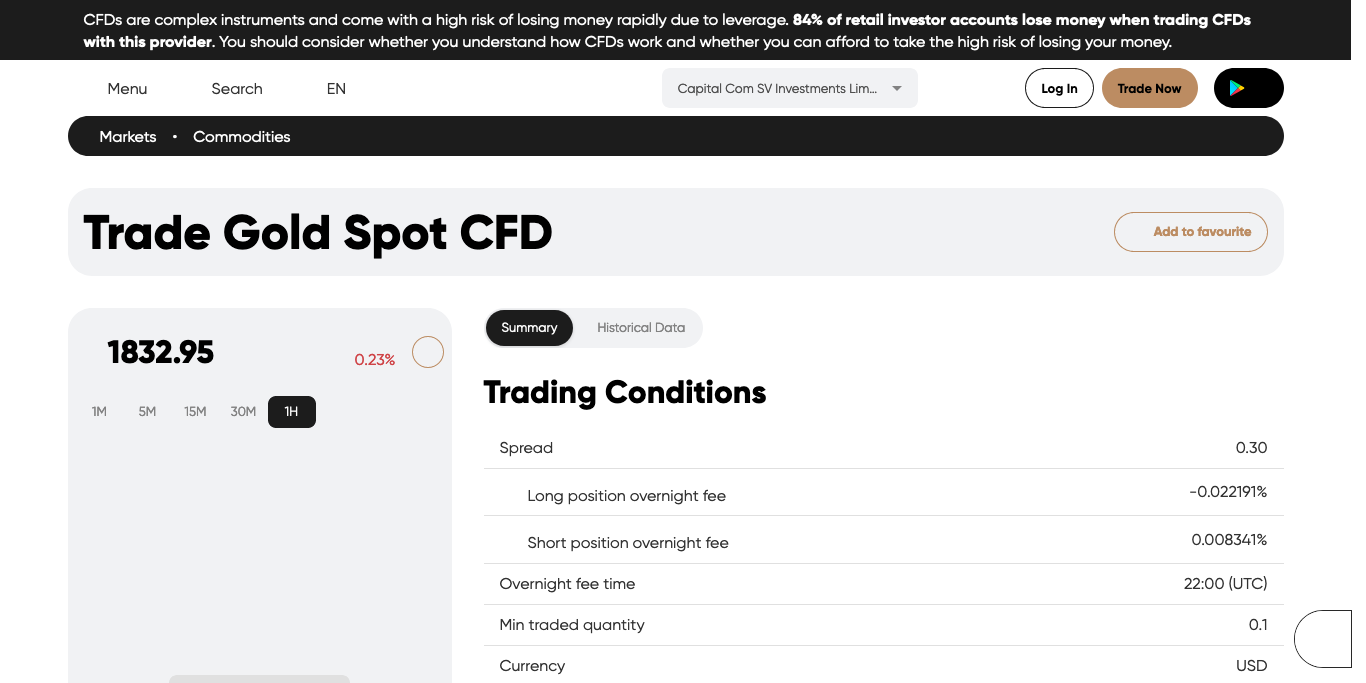 CFDs are complex instruments and come with a high risk of losing money rapidly due to leverage. 84% of retail investor accounts lose money when trading CFDs
with this provider. You should consider whether you understand how CFDs work and whether you can afford to take the high risk of losing your money.
Menu Search EN Capital Com SV Investments Lim... Log In Trade Now
Markets • Commodities
Trade Gold Spot CFD Add to favourite
Summary Historical Data
1832.95 0.23%
1M 5M 15M 30M 1H
Trading Conditions
Spread 0.30
Long position overnight fee -0.022191%
Short position overnight fee 0.008341%
Overnight fee time 22:00 (UTC)
Min traded quantity 0.1
Currency USD